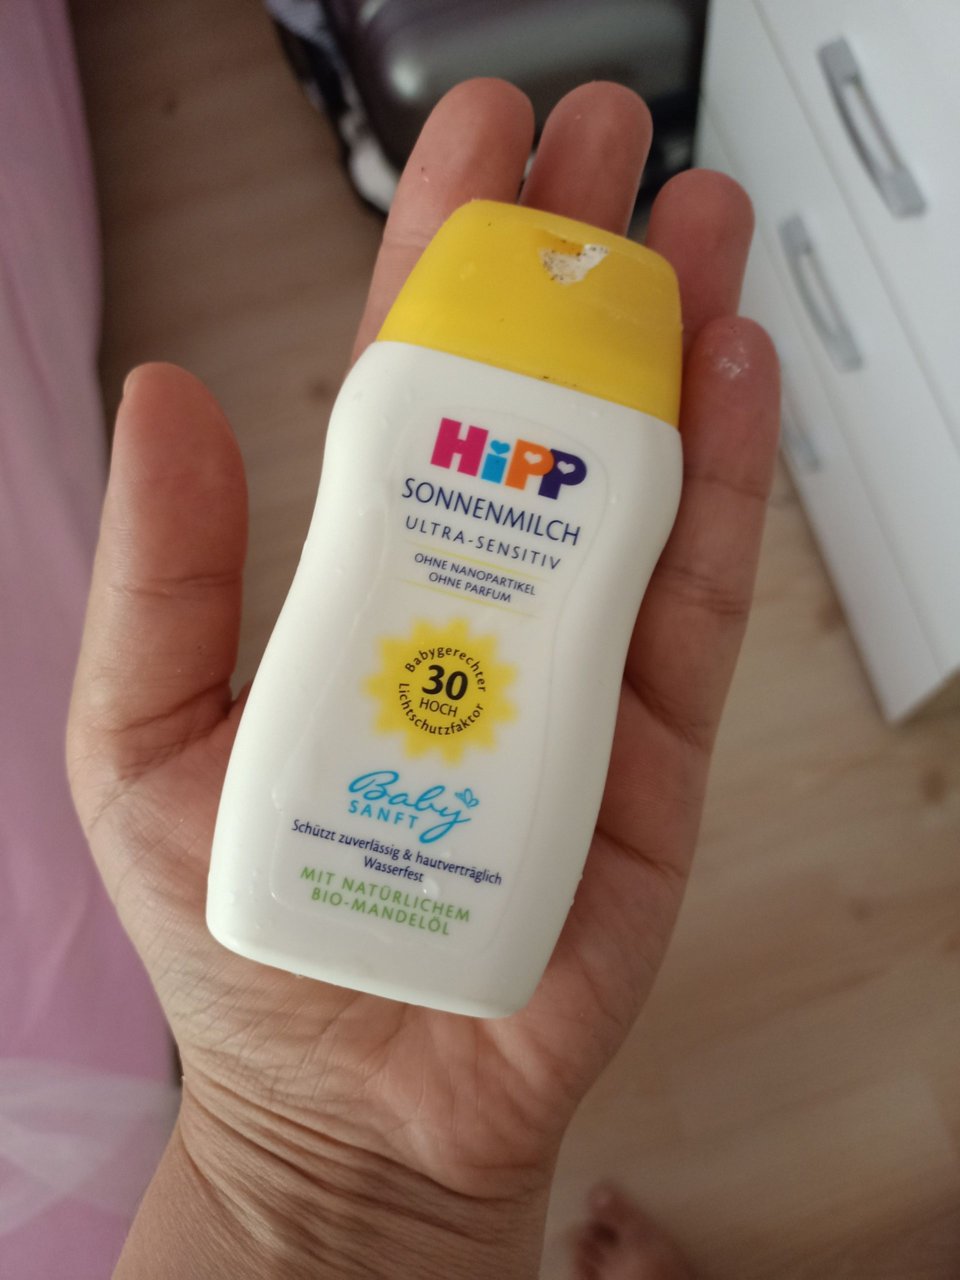 HiPP
SONNENMILCH
ULTRA-SENSITIV
OHNE NANOPARTIKEL
OHNE PARFUM
Babygerechter
30
HOCH
Lichtschutzfaktor
Baby
SANFT
Schützt zuverlässig & hautverträglich
Wasserfest
MIT NATÜRLICHEM
BIO-MANDELÖL